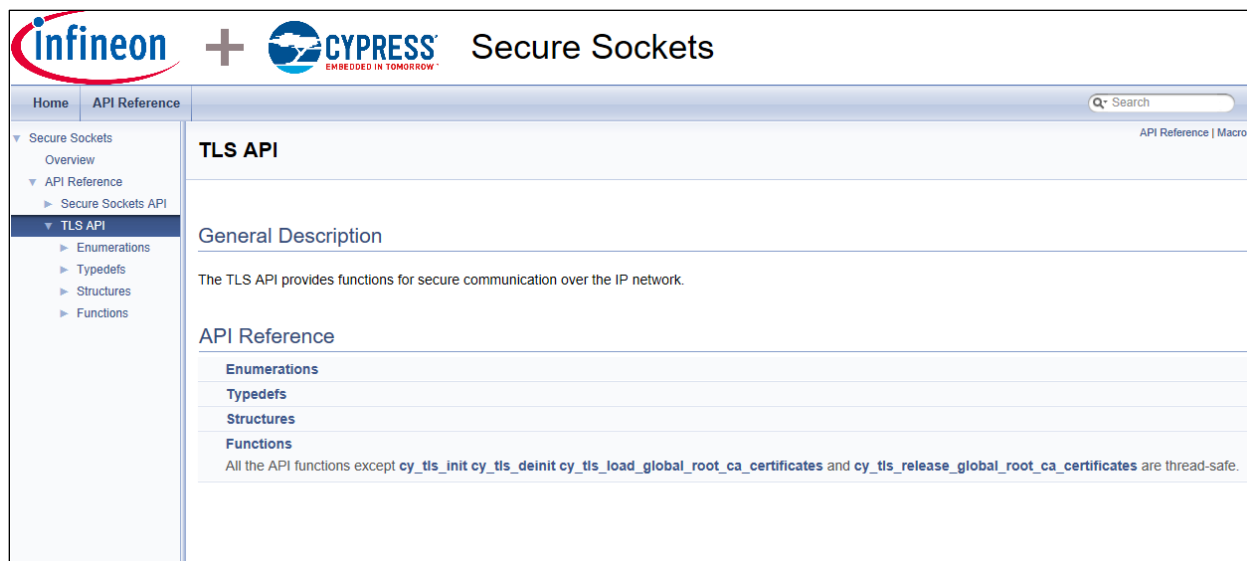 infineon + CYPRESS Secure Sockets
EMBEDDED IN TOMORROW
Home API Reference Search
Secure Sockets
Overview
API Reference
Secure Sockets API
TLS API
Enumerations
Typedefs
Structures
Functions
API Reference | Macro
TLS API
General Description
The TLS API provides functions for secure communication over the IP network.
API Reference
Enumerations
Typedefs
Structures
Functions
All the API functions except cy_tls_init cy_tls_deinit cy_tls_load_global_root_ca_certificates and cy_tls_release_global_root_ca_certificates are thread-safe.